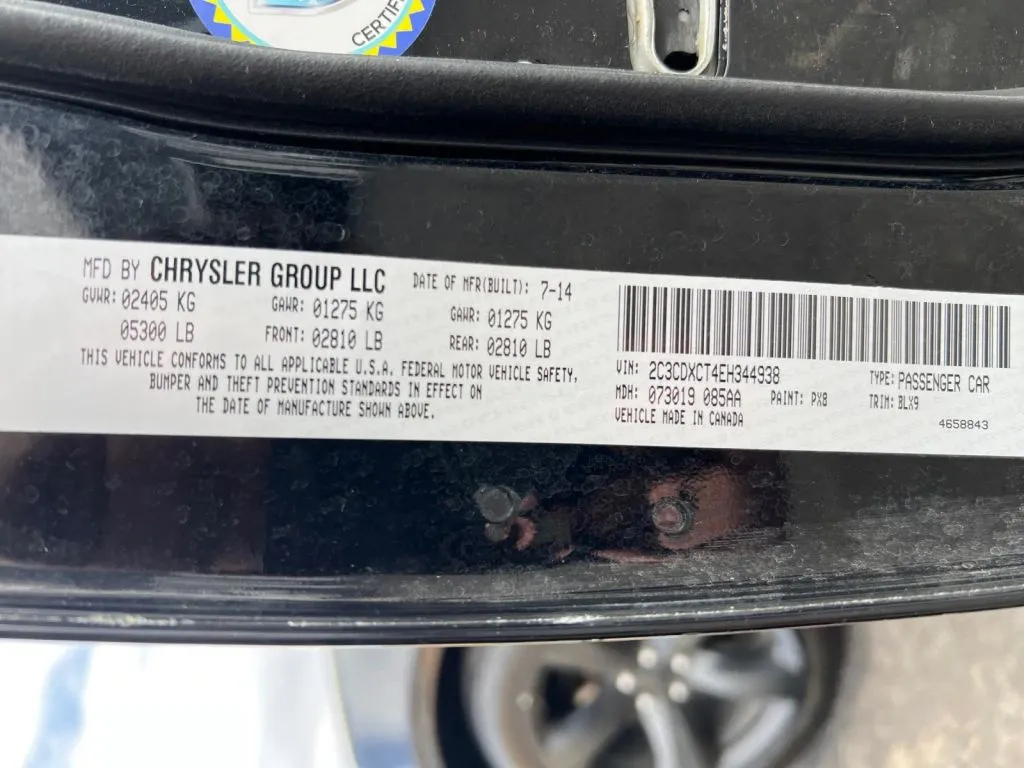 CERTIFI
MFD BY CHRYSLER GROUP LLC DATE OF MFR(BUILT): 7-14
GVWR: 02405 KG GAWR: 01275 KG GAWR: 01275 KG
05300 LB FRONT: 02810 LB REAR: 02810 LB
THIS VEHICLE CONFORMS TO ALL APPLICABLE U.S.A. FEDERAL MOTOR VEHICLE SAFETY,
BUMPER AND THEFT PREVENTION STANDARDS IN EFFECT ON
THE DATE OF MANUFACTURE SHOWN ABOVE.
VIN: 2C3CDXCT4EH344938 TYPE: PASSENGER CAR
MDH: 073019 085AA PAINT: PX8 TRIM: BLX9
VEHICLE MADE IN CANADA 4658843